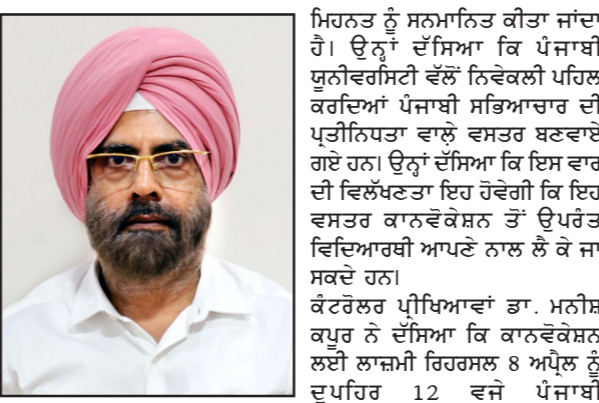 ਮਿਹਨਤ ਨੂੰ ਸਨਮਾਨਿਤ ਕੀਤਾ ਜਾਂਦਾ
ਹੈ। ਉਨ੍ਹਾਂ ਦੱਸਿਆ ਕਿ ਪੰਜਾਬੀ
ਯੂਨੀਵਰਸਿਟੀ ਵੱਲੋਂ ਨਿਵੇਕਲੀ ਪਹਿਲ
ਕਰਦਿਆਂ ਪੰਜਾਬੀ ਸਭਿਆਚਾਰ ਦੀ
ਪ੍ਰਤੀਨਿਧਤਾ ਵਾਲ਼ੇ ਵਸਤਰ ਬਣਵਾਏ
ਗਏ ਹਨ। ਉਨ੍ਹਾਂ ਦੱਸਿਆ ਕਿ ਇਸ ਵਾਰ
ਦੀ ਵਿਲੱਖਣਤਾ ਇਹ ਹੋਵੇਗੀ ਕਿ ਇਹ
ਵਸਤਰ ਕਾਨਵੋਕੇਸ਼ਨ ਤੋਂ ਉਪਰੰਤ
ਵਿਦਿਆਰਥੀ ਆਪਣੇ ਨਾਲ ਲੈ ਕੇ ਜਾ
ਸਕਦੇ ਹਨ।
ਕੰਟਰੋਲਰ ਪ੍ਰੀਖਿਆਵਾਂ ਡਾ. ਮਨੀਸ਼
ਕਪੂਰ ਨੇ ਦੱਸਿਆ ਕਿ ਕਾਨਵੋਕੇਸ਼ਨ
ਲਈ ਲਾਜ਼ਮੀ ਰਿਹਰਸਲ 8 ਅਪ੍ਰੈਲ ਨੂੰ
ਦੁਪਹਿਰ 12 ਵਜੇ ਪੰਜਾਬੀ